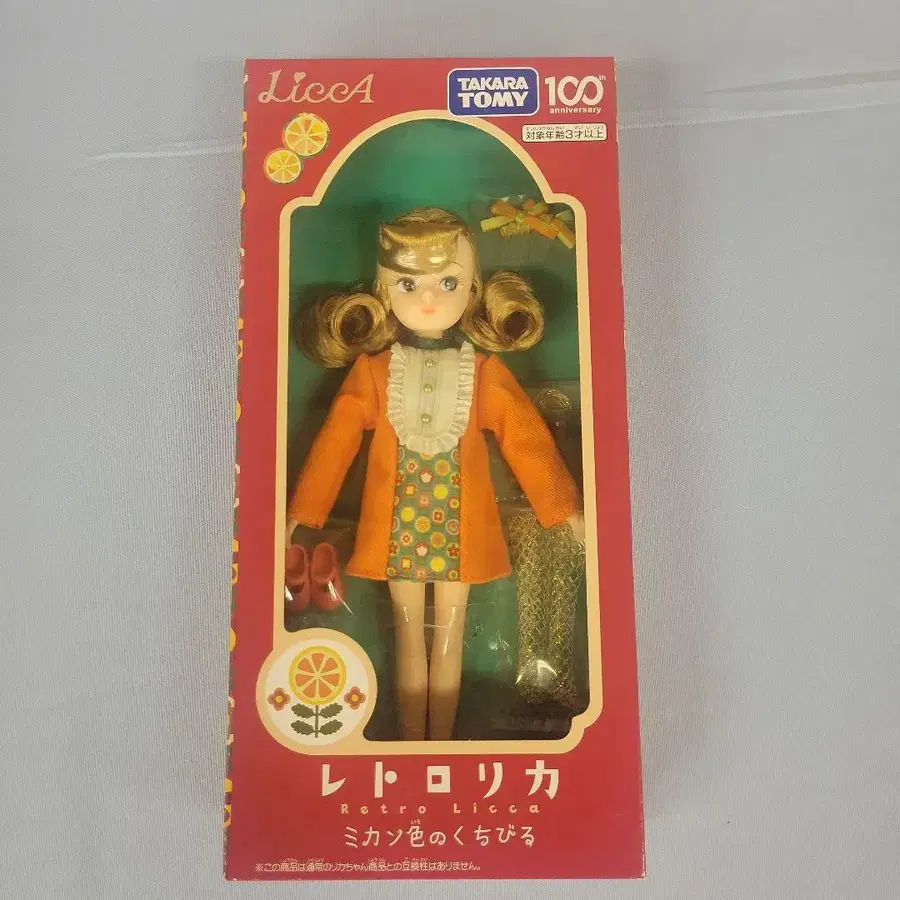 LiccA
TAKARA
TOMY
100th
anniversary
対象年齢3才以上
レトロリカ
Retro Licca
ミカン色のくちびる
※この商品は通常のリカちゃん商品との互換性はありません。